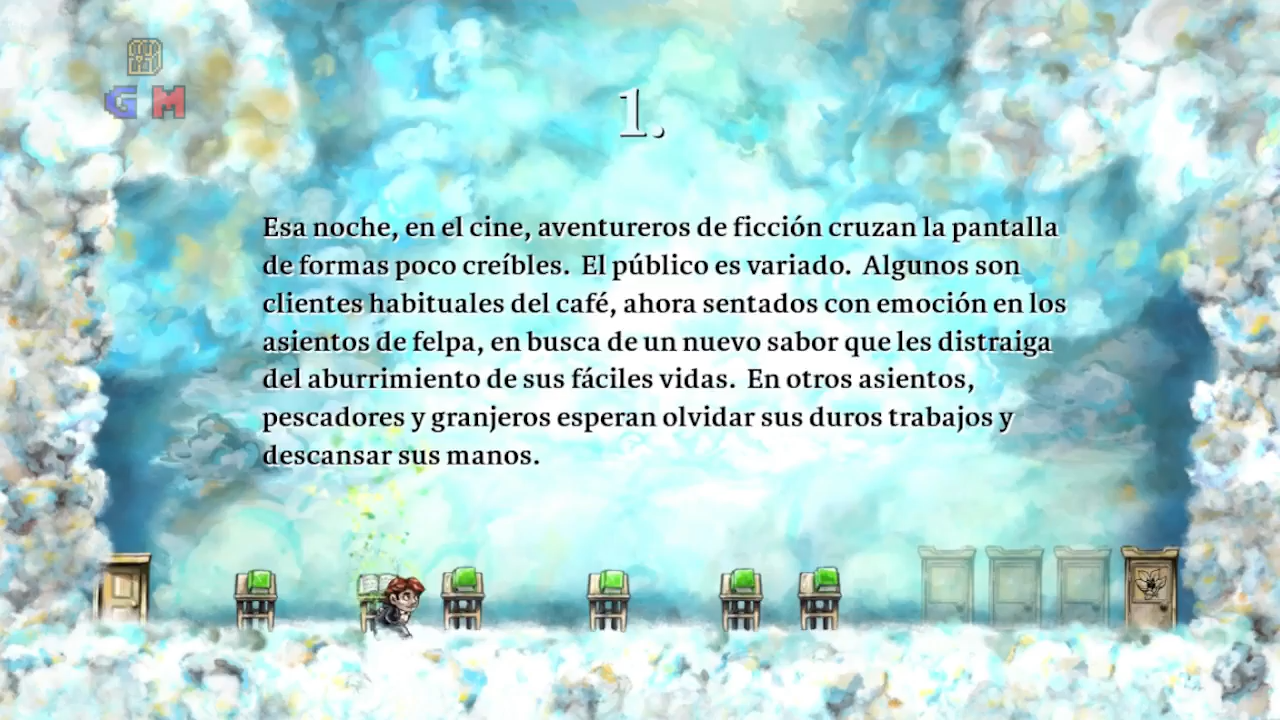 G M
1.
Esa noche, en el cine, aventureros de ficción cruzan la pantalla
de formas poco creíbles.  El público es variado.  Algunos son
clientes habituales del café, ahora sentados con emoción en los
asientos de felpa, en busca de un nuevo sabor que les distraiga
del aburrimiento de sus fáciles vidas.  En otros asientos,
pescadores y granjeros esperan olvidar sus duros trabajos y
descansar sus manos.